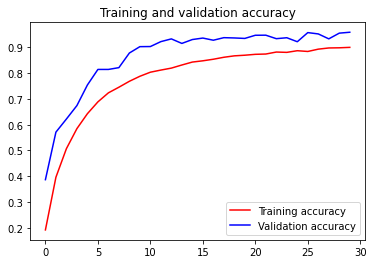 Training and validation accuracy
0.9
0.8
0.7
0.6
0.5
0.4
0.3
0.2
Training accuracy
Validation accuracy
0 5 10 15 20 25 30